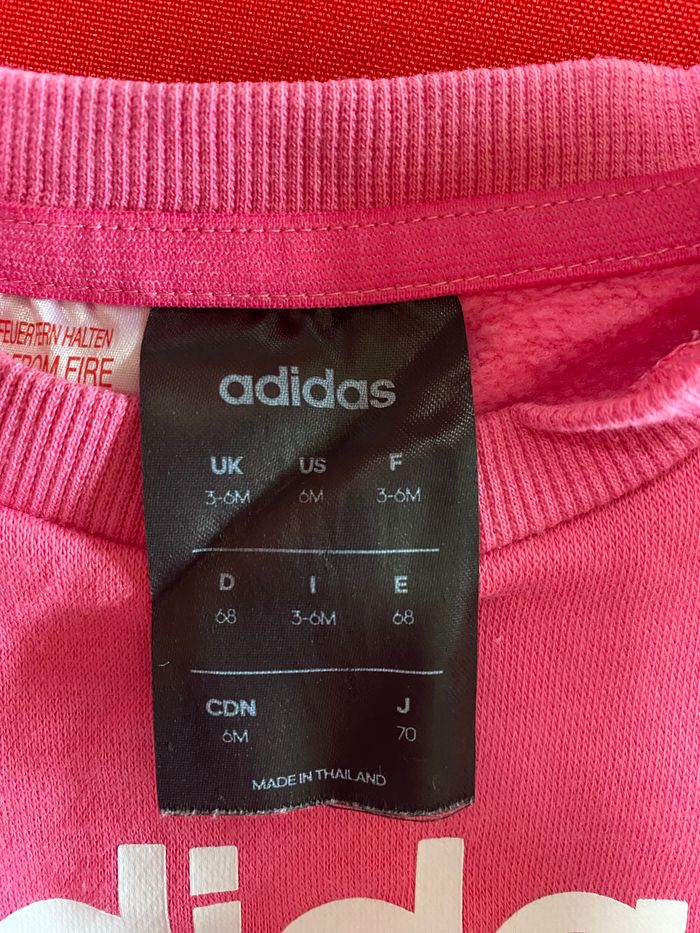 FEUER FERN HALTEN
FROM FIRE
adidas
UK US F
3-6M 6M 3-6M
D I E
68 3-6M 68
CDN J
6M 70
MADE IN THAILAND
adidas